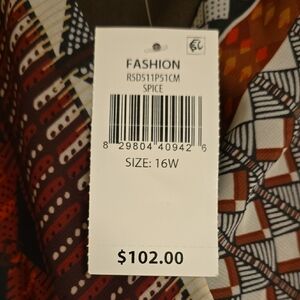 FASHION
RSD511P51CM
SPICE
8 29804 40942 6
SIZE: 16W
$102.00